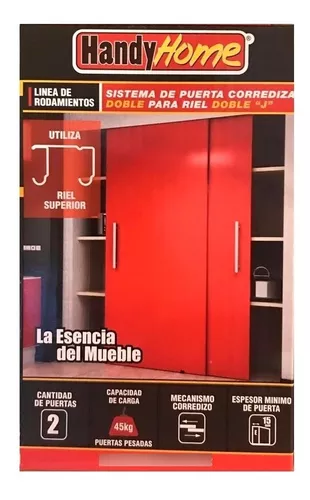 HandyHome®
LINEA DE
RODAMIENTOS
SISTEMA DE PUERTA CORREDIZA
DOBLE PARA RIEL DOBLE "J"
UTILIZA
RIEL
SUPERIOR
La Esencia
del Mueble
CANTIDAD
DE PUERTAS
2
CAPACIDAD
DE CARGA
45kg
PUERTAS PESADAS
MECANISMO
CORREDIZO
ESPESOR MINIMO
DE PUERTA
15